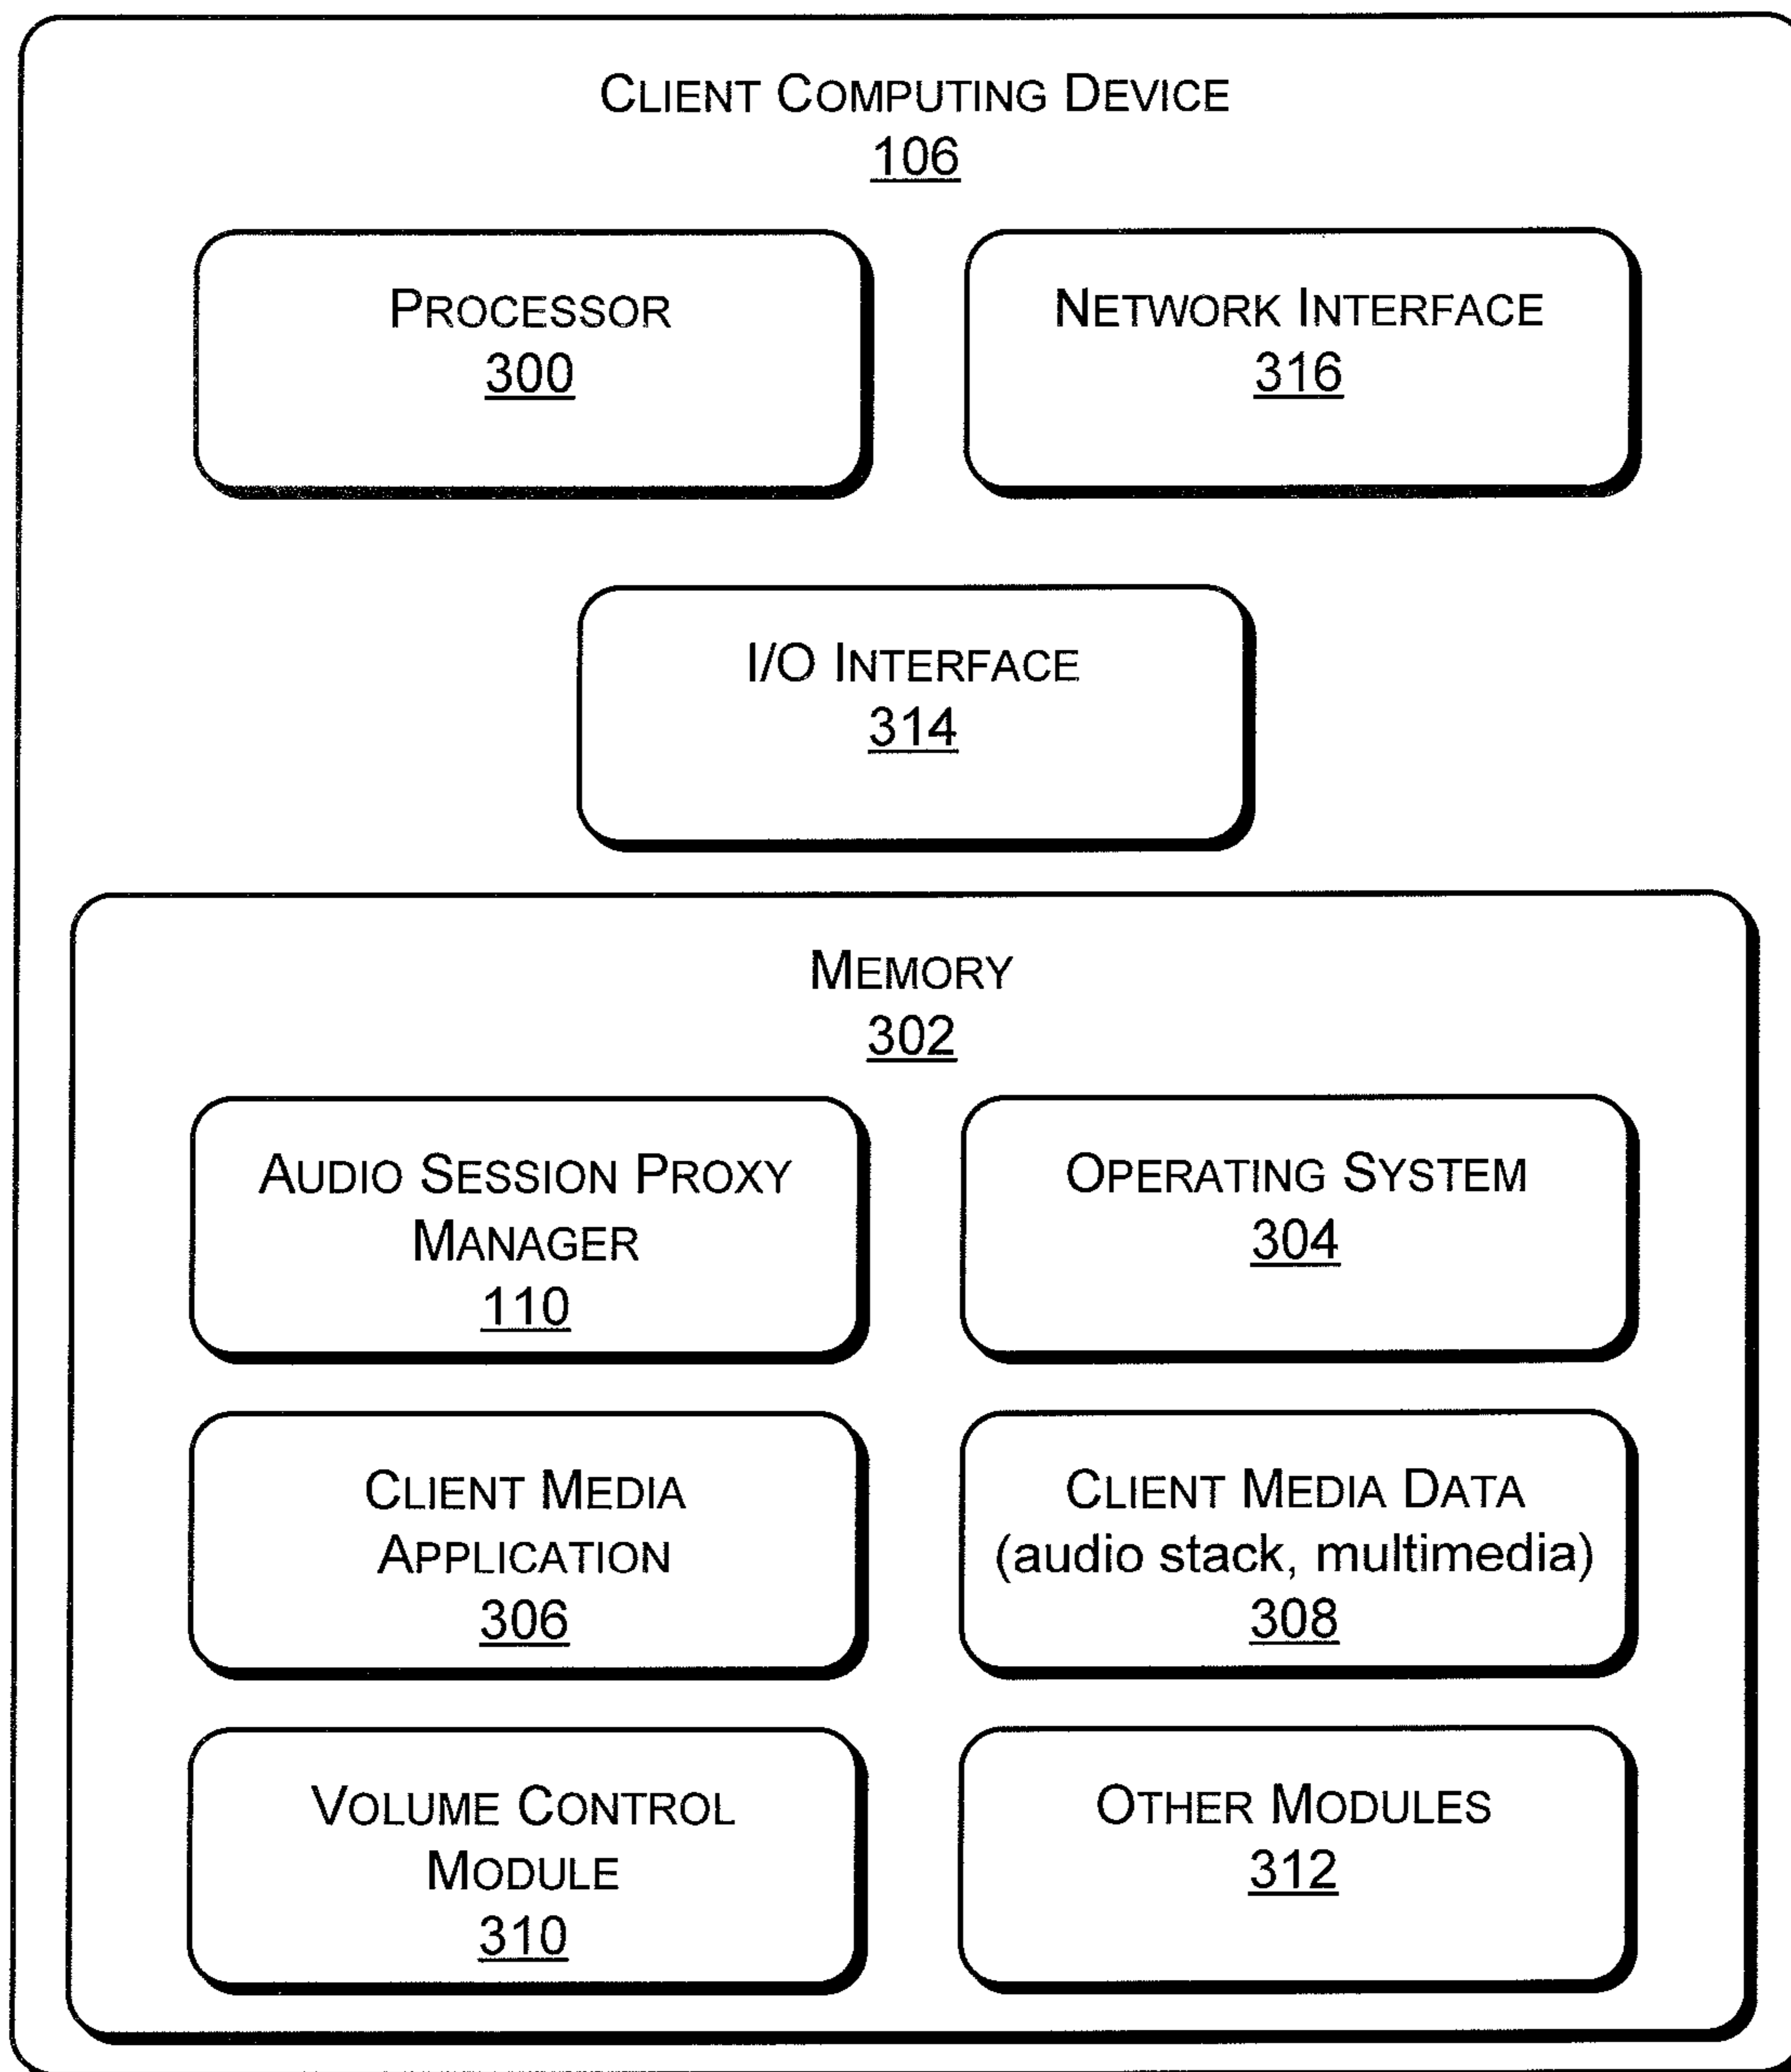 CLIENT COMPUTING DEVICE
106
PROCESSOR
300
NETWORK INTERFACE
316
I/O INTERFACE
314
MEMORY
302
AUDIO SESSION PROXY
MANAGER
110
OPERATING SYSTEM
304
CLIENT MEDIA
APPLICATION
306
CLIENT MEDIA DATA
(audio stack, multimedia)
308
VOLUME CONTROL
MODULE
310
OTHER MODULES
312